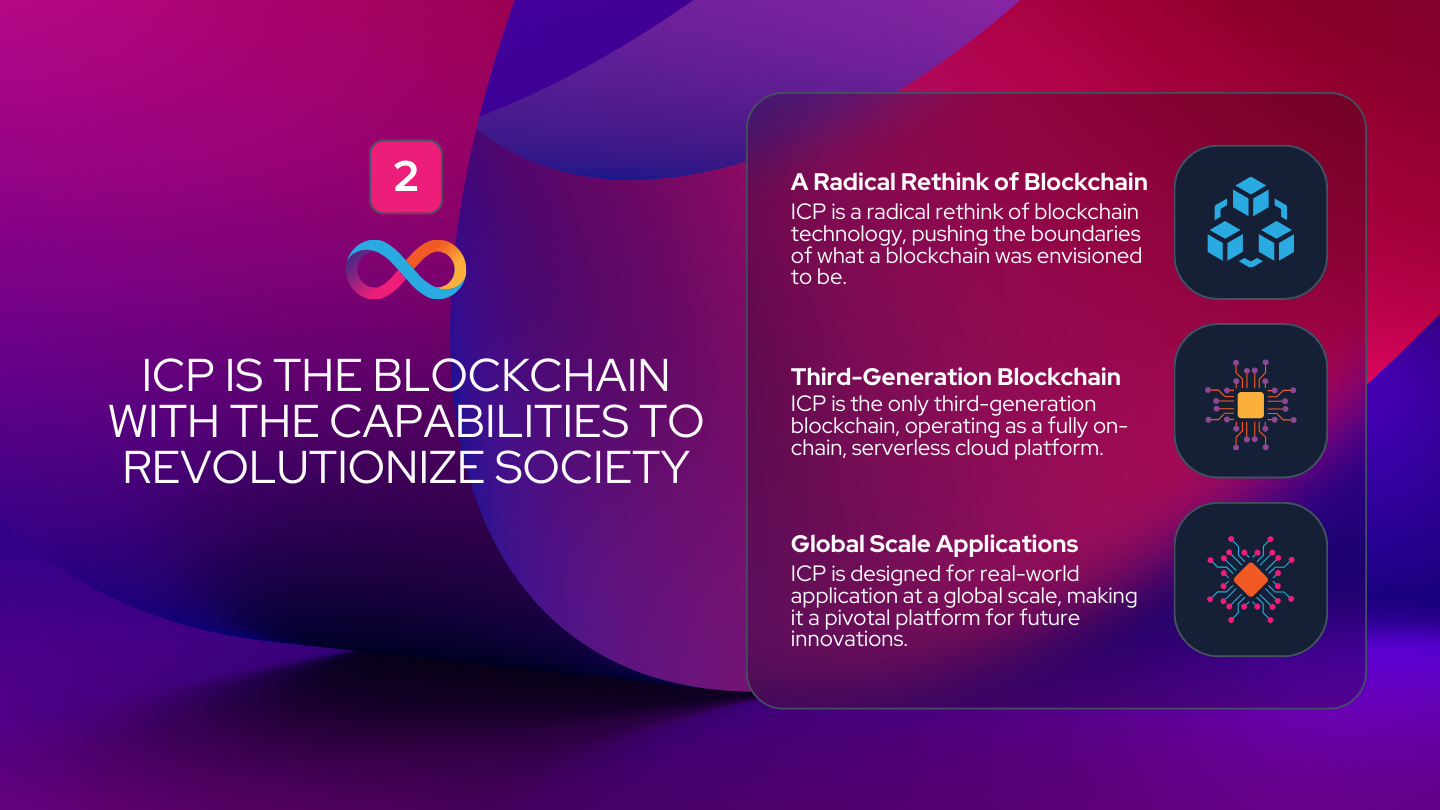 2
ICP IS THE BLOCKCHAIN
WITH THE CAPABILITIES TO
REVOLUTIONIZE SOCIETY
A Radical Rethink of Blockchain
ICP is a radical rethink of blockchain
technology, pushing the boundaries
of what a blockchain was envisioned
to be.
Third-Generation Blockchain
ICP is the only third-generation
blockchain, operating as a fully on-
chain, serverless cloud platform.
Global Scale Applications
ICP is designed for real-world
application at a global scale, making
it a pivotal platform for future
innovations.